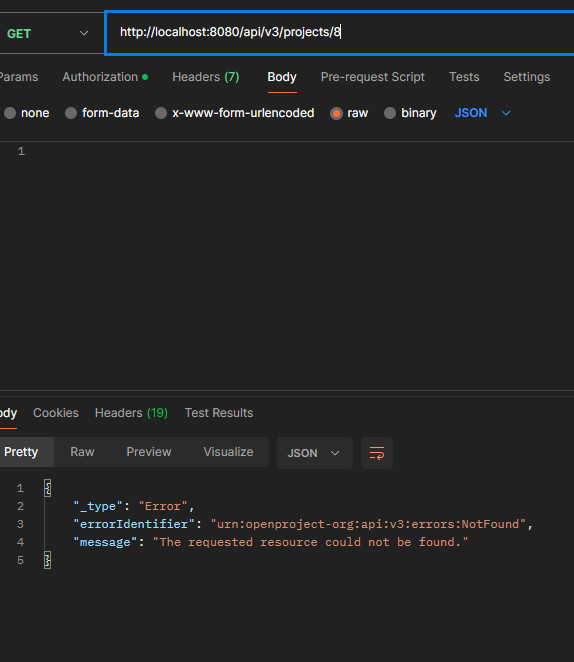 GET http://localhost:8080/api/v3/projects/8
Params Authorization Headers (7) Body Pre-request Script Tests Settings
none form-data x-www-form-urlencoded raw binary JSON
1
ody Cookies Headers (19) Test Results
Pretty Raw Preview Visualize JSON
1 {
2 "_type": "Error",
3 "errorIdentifier": "urn:openproject-org:api:v3:errors:NotFound",
4 "message": "The requested resource could not be found."
5 }